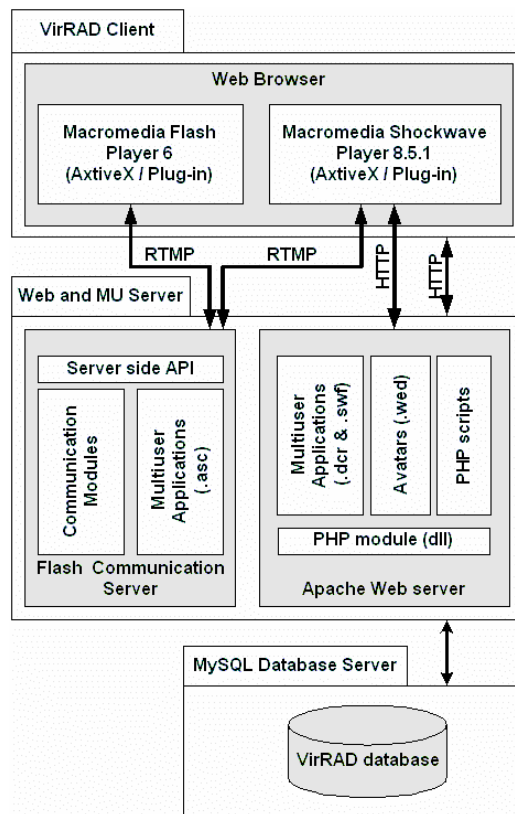 VirRAD Client
Web Browser
Macromedia Flash
Player 6
(AxtiveX / Plug-in)
Macromedia Shockwave
Player 8.5.1
(AxtiveX / Plug-in)
RTMP
RTMP
HTTP
HTTP
Web and MU Server
Server side API
Communication
Modules
Multiuser
Applications
(.asc)
Flash Communication
Server
Multiuser
Applications
(.dcr & .swf)
Avatars (.wed)
PHP scripts
PHP module (dll)
Apache Web server
MySQL Database Server
VirRAD database